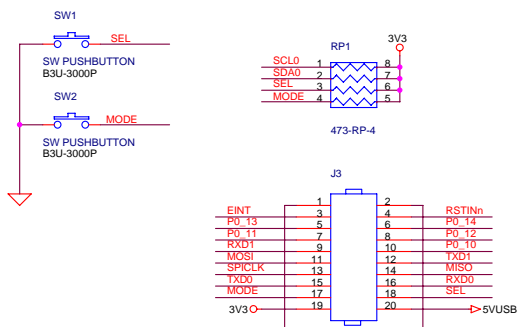 SW1
SEL
SW PUSHBUTTON
B3U-3000P
SW2
MODE
SW PUSHBUTTON
B3U-3000P
RP1
3V3
SCL0 1 8
SDA0 2 7
SEL 3 6
MODE 4 5
473-RP-4
J3
1 2
EINT 3 4 RSTINn
P0_13 5 6 P0_14
P0_11 7 8 P0_12
RXD1 9 10 P0_10
MOSI 11 12 TXD1
SPICLK 13 14 MISO
TXD0 15 16 RXD0
MODE 17 18 SEL
3V3 19 20 5VUSB